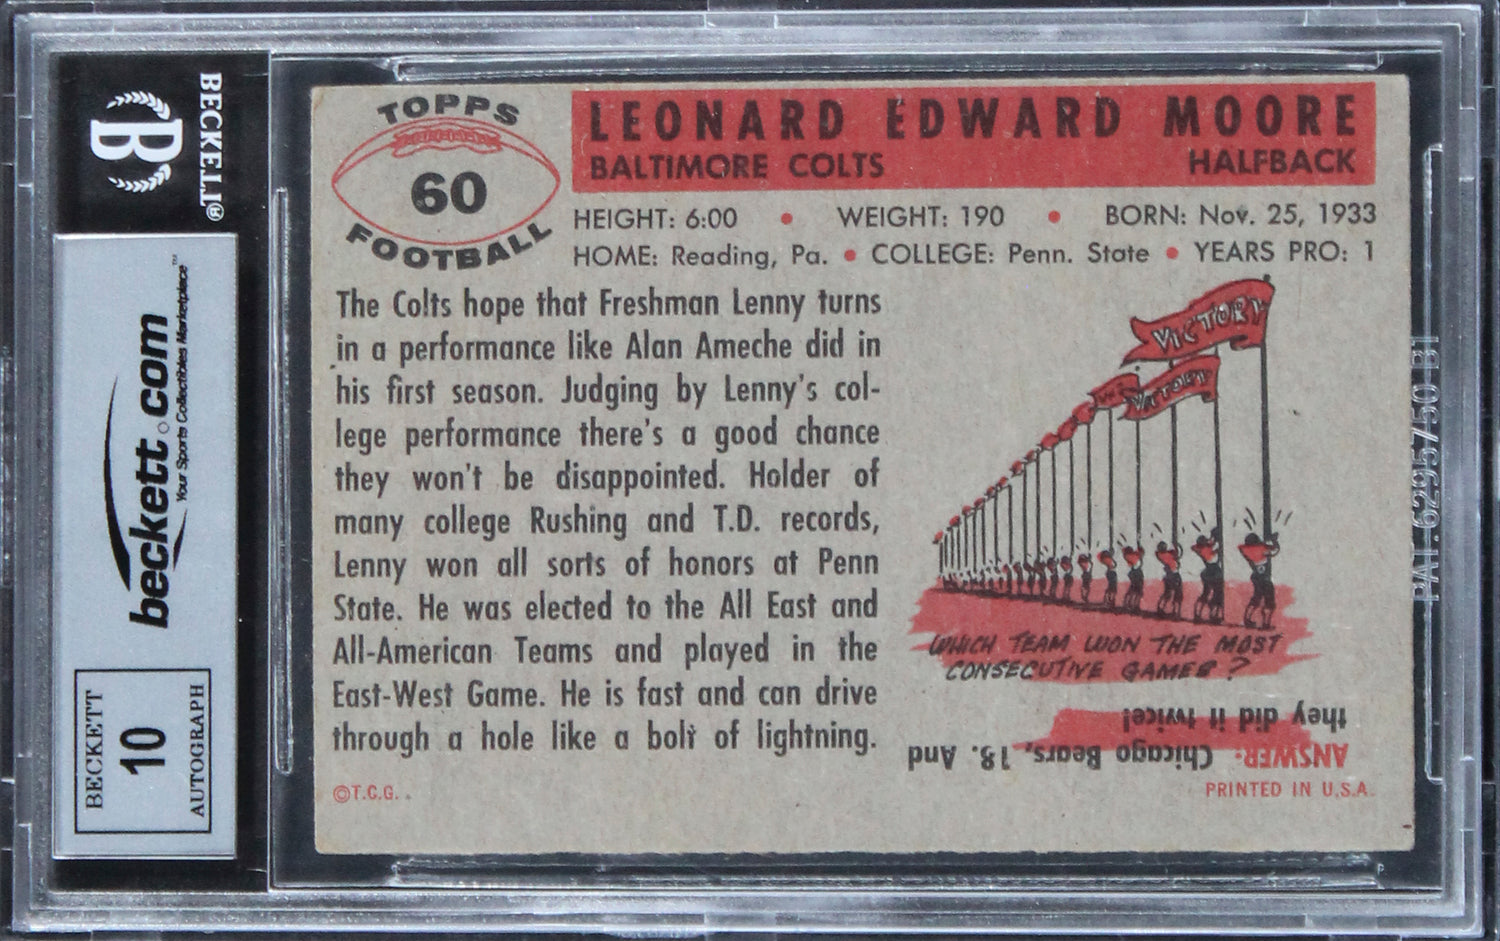 BECKETT®
B
beckett.com™
Your Sports Collectibles Marketplace
BECKETT
10
AUTOGRAPH
TOPPS
60
FOOTBALL
LEONARD EDWARD MOORE
BALTIMORE COLTS HALFBACK
HEIGHT: 6:00 • WEIGHT: 190 • BORN: Nov. 25, 1933
HOME: Reading, Pa. • COLLEGE: Penn. State • YEARS PRO: 1
The Colts hope that Freshman Lenny turns
in a performance like Alan Ameche did in
his first season. Judging by Lenny's col-
lege performance there's a good chance
they won't be disappointed. Holder of
many college Rushing and T.D. records,
Lenny won all sorts of honors at Penn
State. He was elected to the All East and
All-American Teams and played in the
East-West Game. He is fast and can drive
through a hole like a bolt of lightning.
©T.C.G.
VICTORY
VICTORY
WHICH TEAM WON THE MOST
CONSECUTIVE GAMES?
ANSWER: Chicago Bears, 18. And
they did it twice!
PRINTED IN U.S.A.
PAT. 6295750 B1